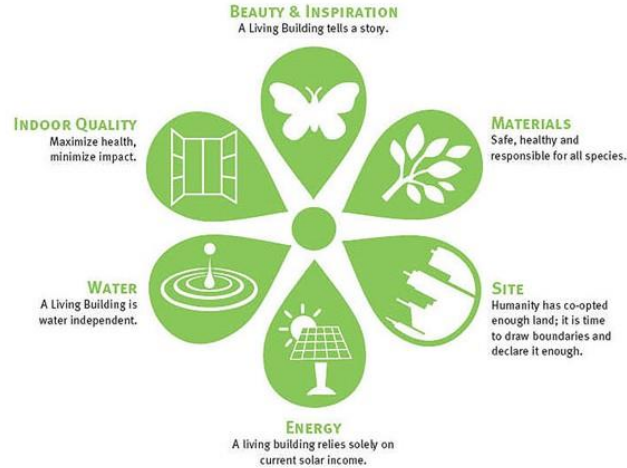 BEAUTY & INSPIRATION
A Living Building tells a story.
INDOOR QUALITY
Maximize health,
minimize impact.
MATERIALS
Safe, healthy and
responsible for all species.
WATER
A Living Building is
water independent.
SITE
Humanity has co-opted
enough land; it is time
to draw boundaries and
declare it enough.
ENERGY
A living building relies solely on
current solar income.